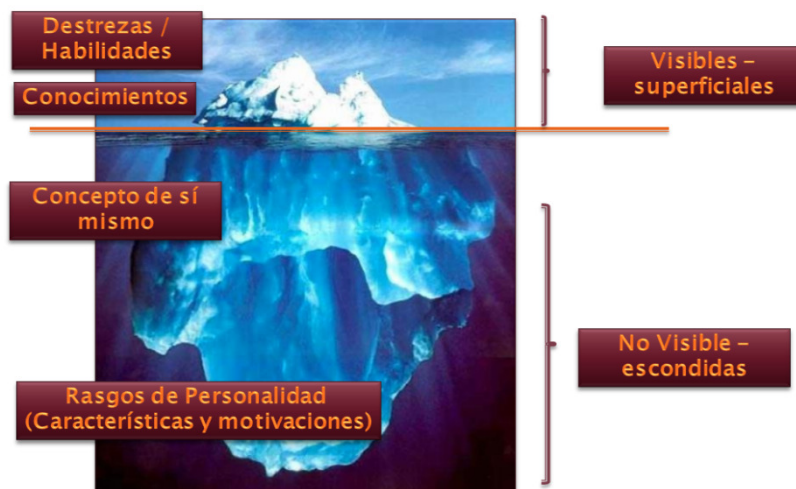 Destrezas /
Habilidades
Conocimientos
Visibles –
superficiales
Concepto de sí
mismo
No Visible –
escondidas
Rasgos de Personalidad
(Características y motivaciones)